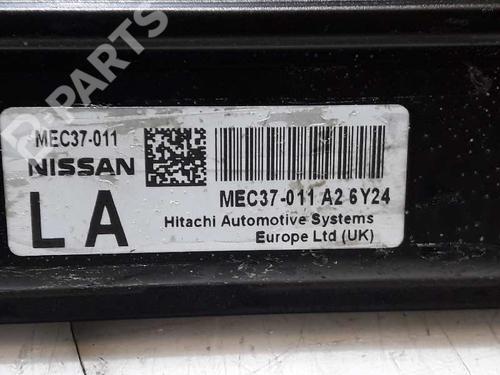 B-PARTS
MEC37-011
NISSAN
LA
MEC37-011 A2 6Y24
Hitachi Automotive Systems
Europe Ltd (UK)